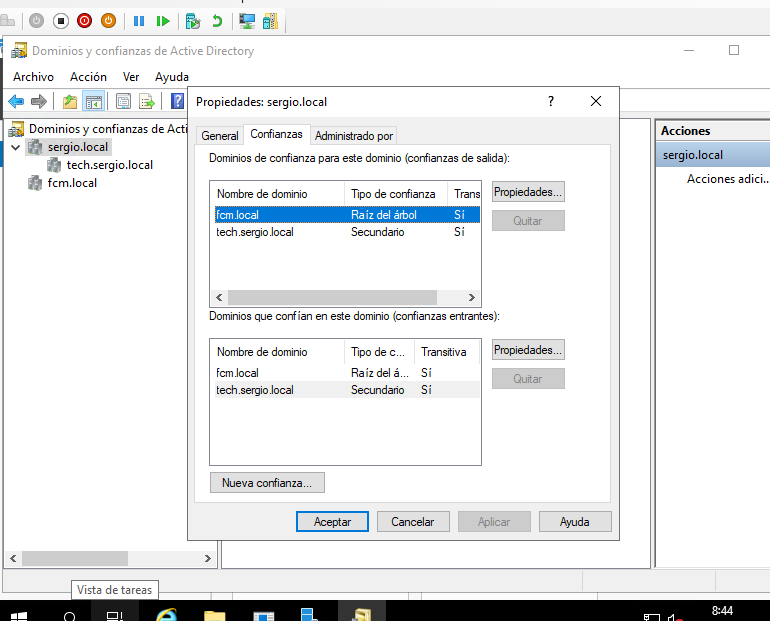 Dominios y confianzas de Active Directory
Archivo Acción Ver Ayuda
Dominios y confianzas de Acti
sergio.local
tech.sergio.local
fcm.local
Propiedades: sergio.local
General Confianzas Administrado por
Dominios de confianza para este dominio (confianzas de salida):
Nombre de dominio Tipo de confianza Trans
fcm.local Raíz del árbol Sí
tech.sergio.local Secundario Sí
Propiedades...
Quitar
Dominios que confían en este dominio (confianzas entrantes):
Nombre de dominio Tipo de c... Transitiva
fcm.local Raíz del á... Sí
tech.sergio.local Secundario Sí
Propiedades...
Quitar
Nueva confianza...
Aceptar Cancelar Aplicar Ayuda
Acciones
sergio.local
Acciones adici...
Vista de tareas
8:44